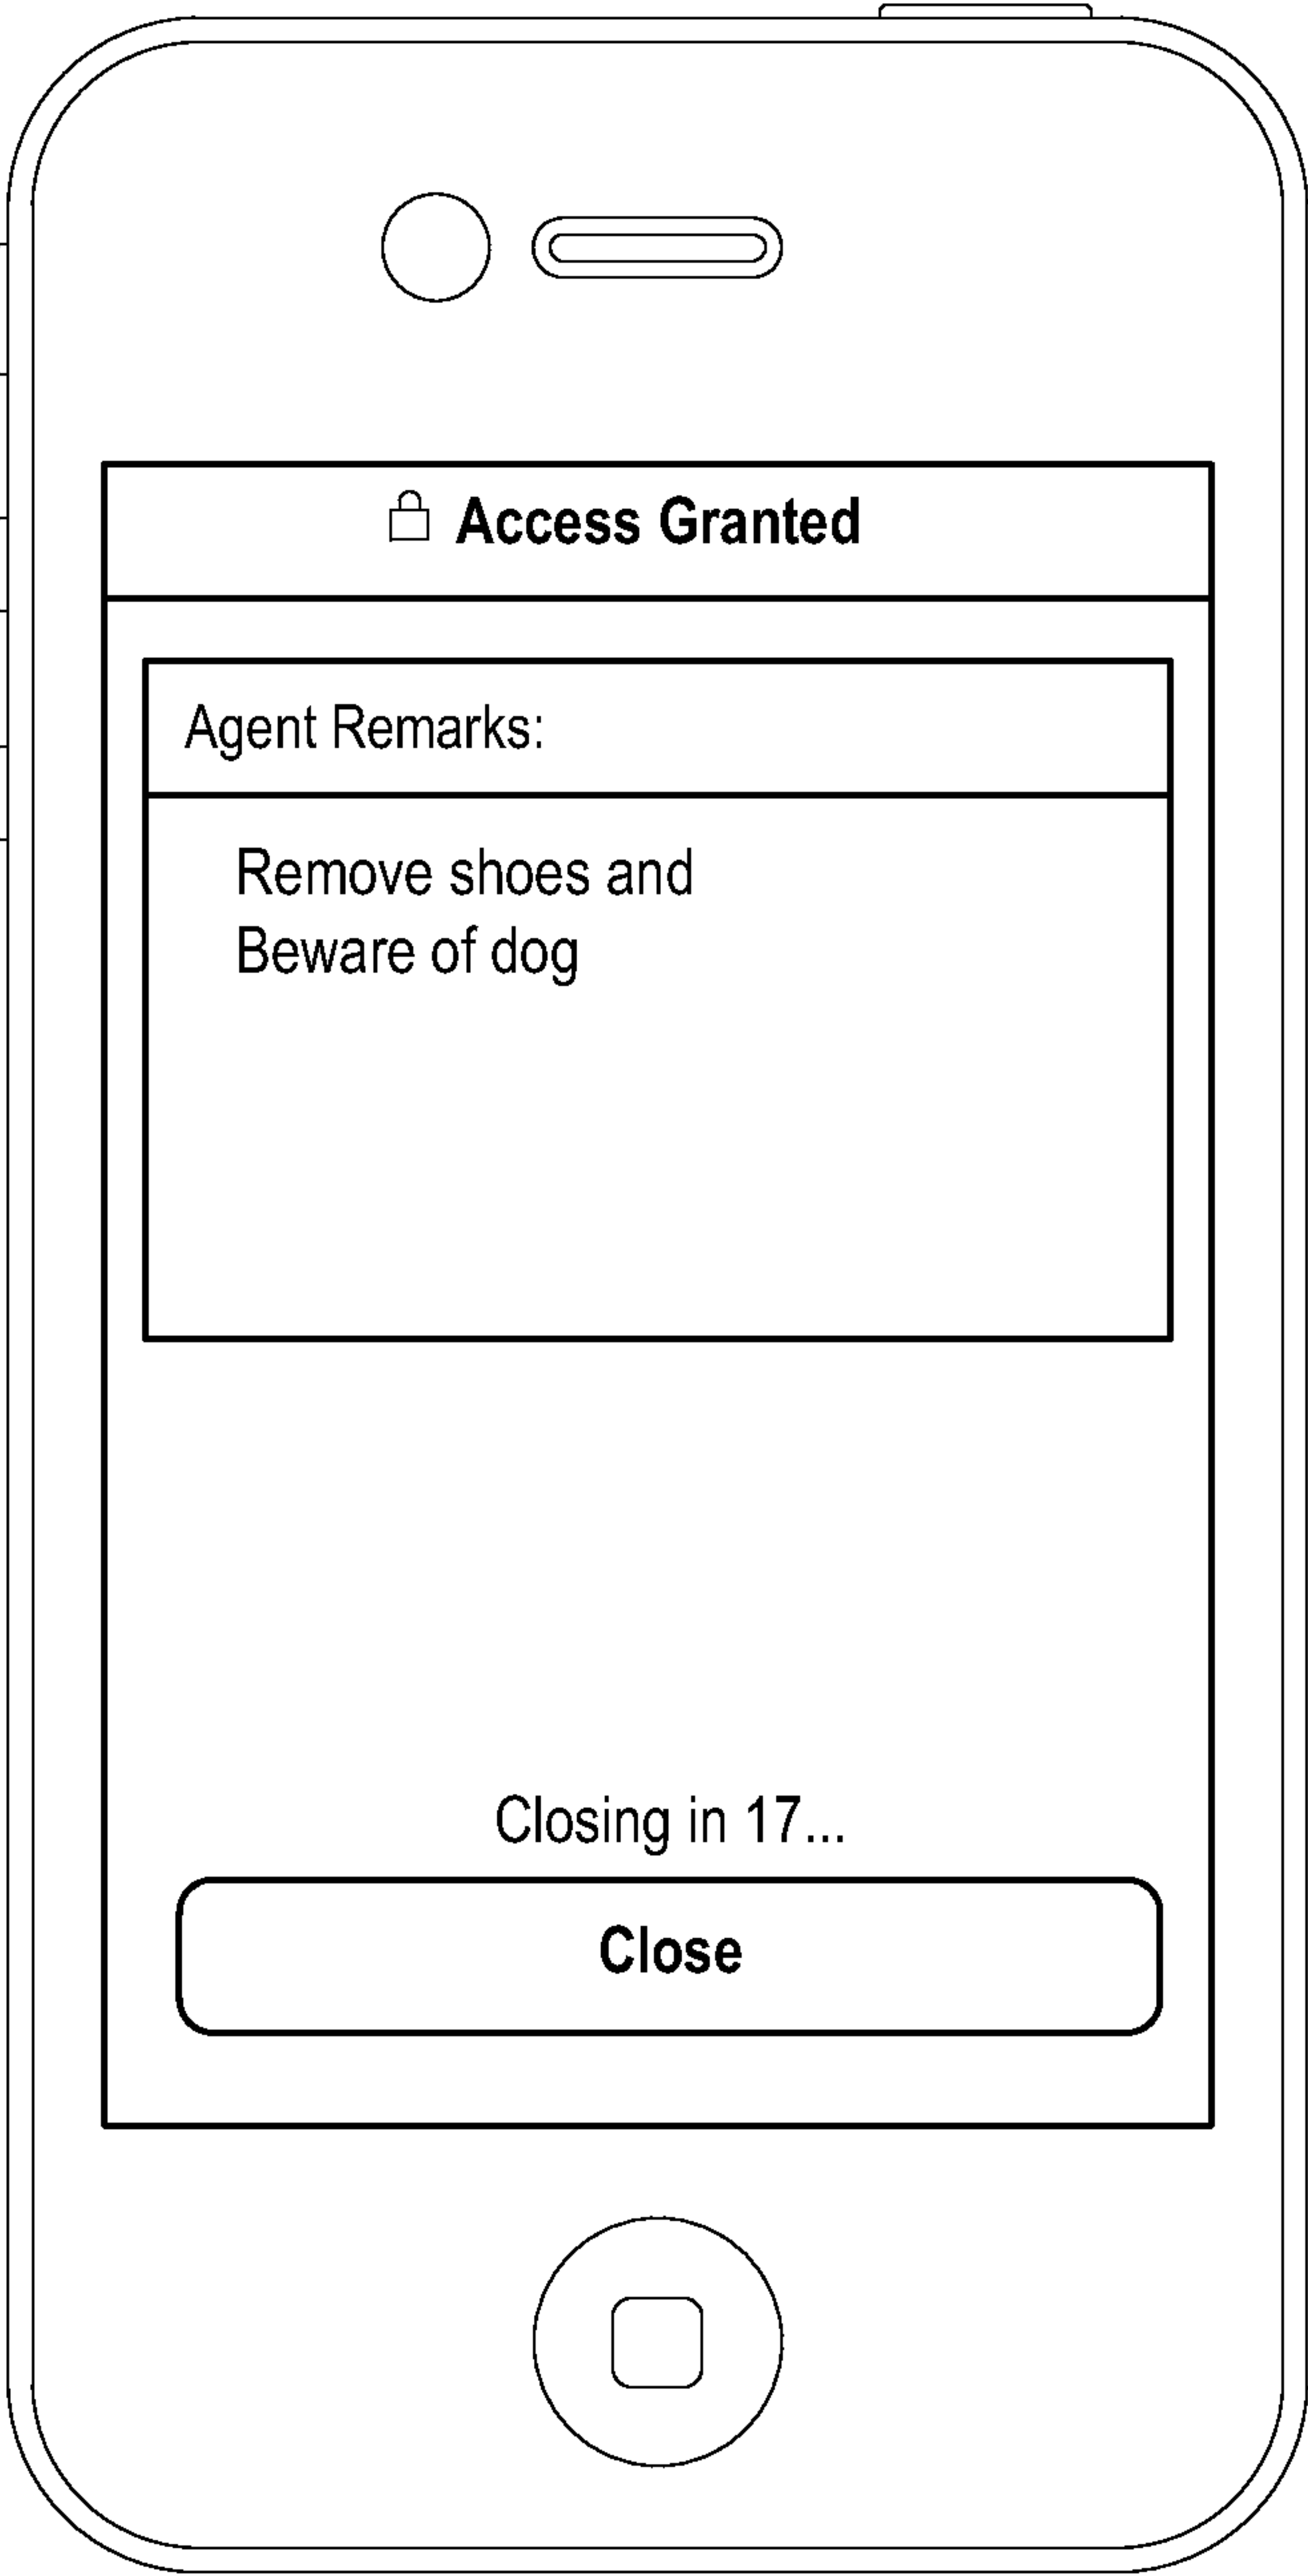 Access Granted
Agent Remarks:
Remove shoes and
Beware of dog
Closing in 17...
Close